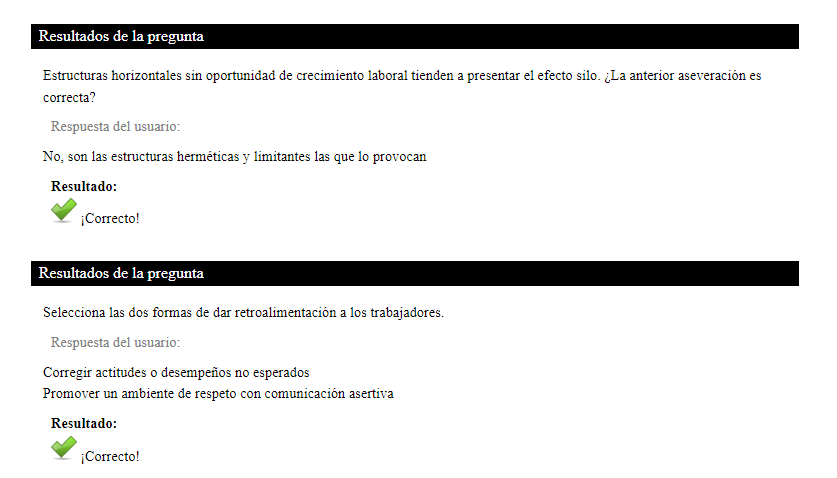 Resultados de la pregunta
Estructuras horizontales sin oportunidad de crecimiento laboral tienden a presentar el efecto silo. ¿La anterior aseveración es
correcta?
Respuesta del usuario:
No, son las estructuras herméticas y limitantes las que lo provocan
Resultado:
¡Correcto!
Resultados de la pregunta
Selecciona las dos formas de dar retroalimentación a los trabajadores.
Respuesta del usuario:
Corregir actitudes o desempeños no esperados
Promover un ambiente de respeto con comunicación asertiva
Resultado:
¡Correcto!